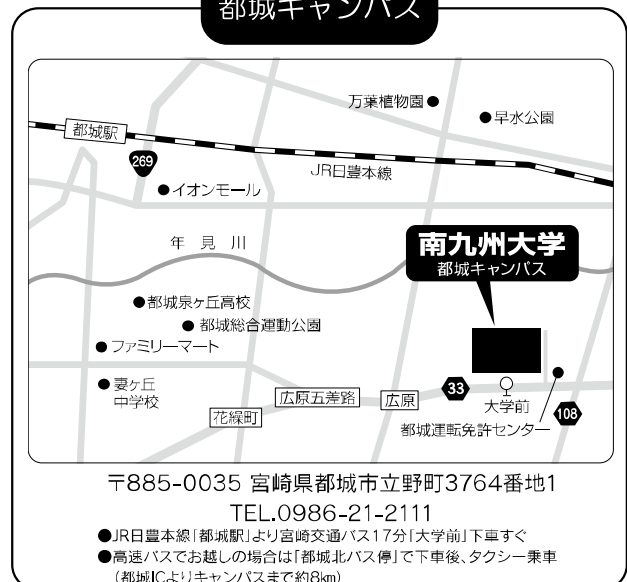 都城キャンパス
万葉植物園
早水公園
都城駅
JR日豊本線
269
イオンモール
年見川
南九州大学
都城キャンパス
都城泉ヶ丘高校
都城総合運動公園
ファミリーマート
妻ヶ丘
中学校
33
広原五差路
広原
花繰町
大学前
108
都城運転免許センター
〒885-0035 宮崎県都城市立野町3764番地1
TEL.0986-21-2111
●JR日豊本線「都城駅」より宮崎交通バス17分「大学前」下車すぐ
●高速バスでお越しの場合は「都城北バス停」で下車後、タクシー乗車
(都城ICよりキャンパスまで約8km)